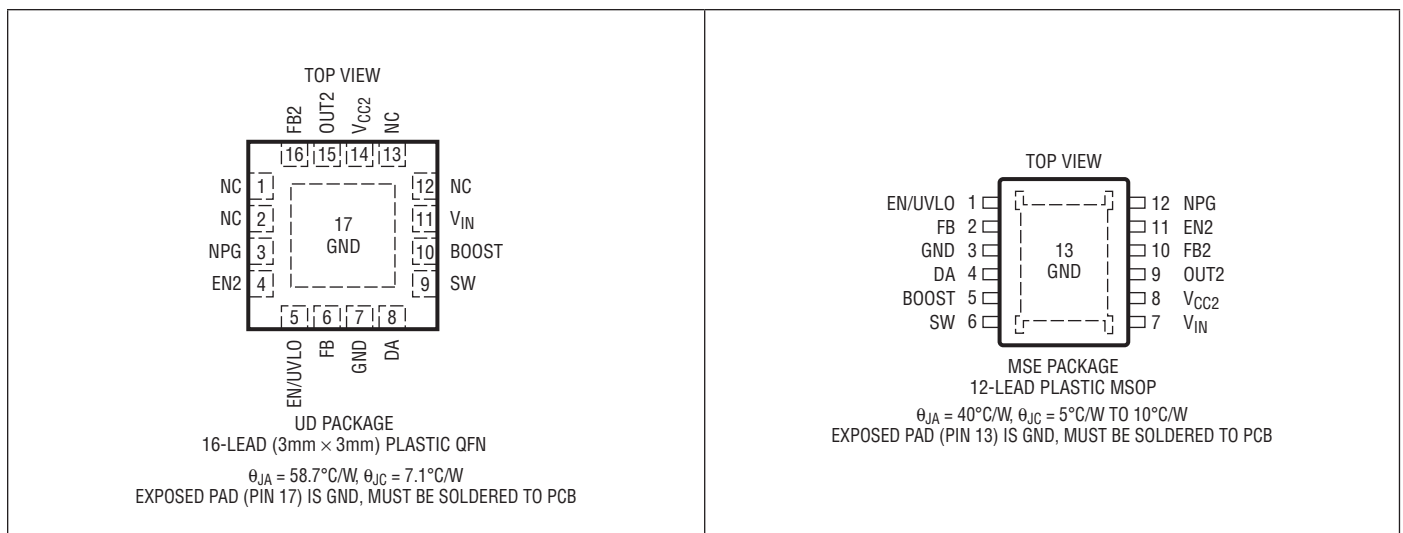 TOP VIEW
FB2
OUT2
VCC2
NC
16 15 14 13
NC 1
NC 2
NPG 3
EN2 4
17
GND
12 NC
11 VIN
10 BOOST
9 SW
5 6 7 8
EN/UVLO
FB
GND
DA
UD PACKAGE
16-LEAD (3mm × 3mm) PLASTIC QFN
θJA = 58.7°C/W, θJC = 7.1°C/W
EXPOSED PAD (PIN 17) IS GND, MUST BE SOLDERED TO PCB
TOP VIEW
EN/UVLO 1
FB 2
GND 3
DA 4
BOOST 5
SW 6
13
GND
12 NPG
11 EN2
10 FB2
9 OUT2
8 VCC2
7 VIN
MSE PACKAGE
12-LEAD PLASTIC MSOP
θJA = 40°C/W, θJC = 5°C/W TO 10°C/W
EXPOSED PAD (PIN 13) IS GND, MUST BE SOLDERED TO PCB